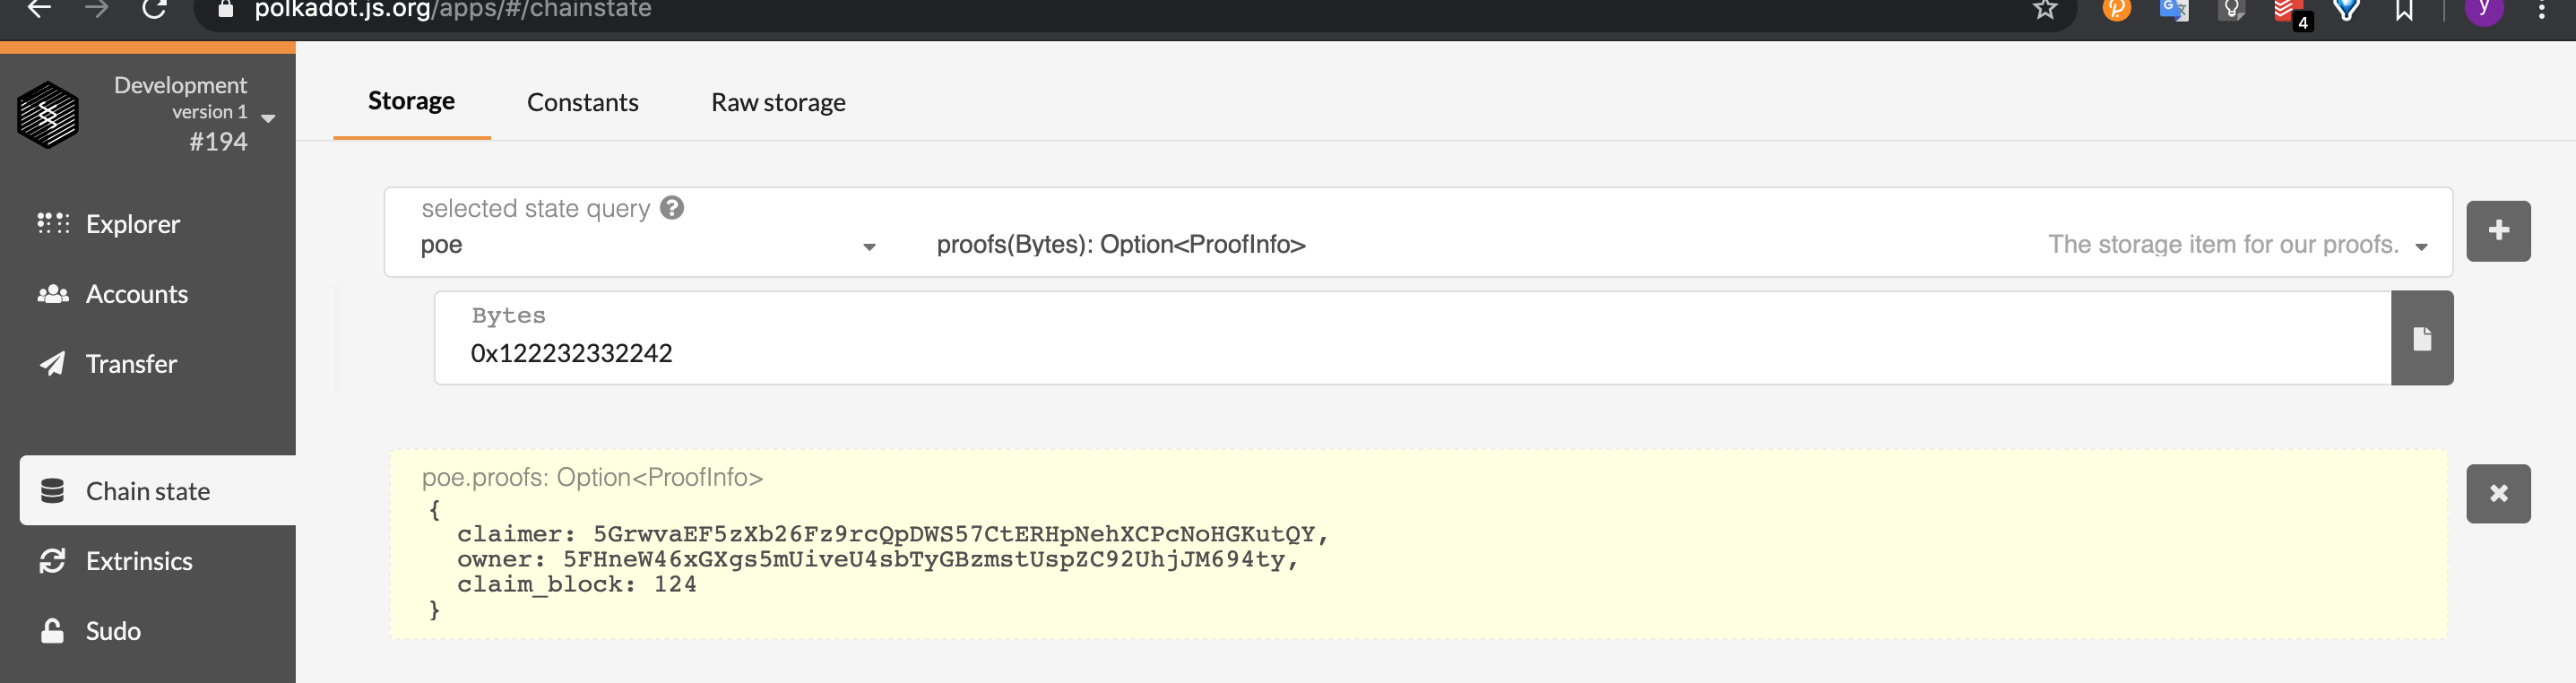 polkadot.js.org/apps/#/chainstate
4
y
Development
version 1
#194
Storage
Constants
Raw storage
Explorer
Accounts
Transfer
Chain state
Extrinsics
Sudo
selected state query ?
poe
proofs(Bytes): Option<ProofInfo>
The storage item for our proofs.
Bytes
0x122232332242
poe.proofs: Option<ProofInfo>
{
claimer: 5GrwvaEF5zXb26Fz9rcQpDWS57CtERHpNehXCPcNoHGKutQY,
owner: 5FHneW46xGXgs5mUiveU4sbTyGBzmstUspZC92UhjJM694ty,
claim_block: 124
}